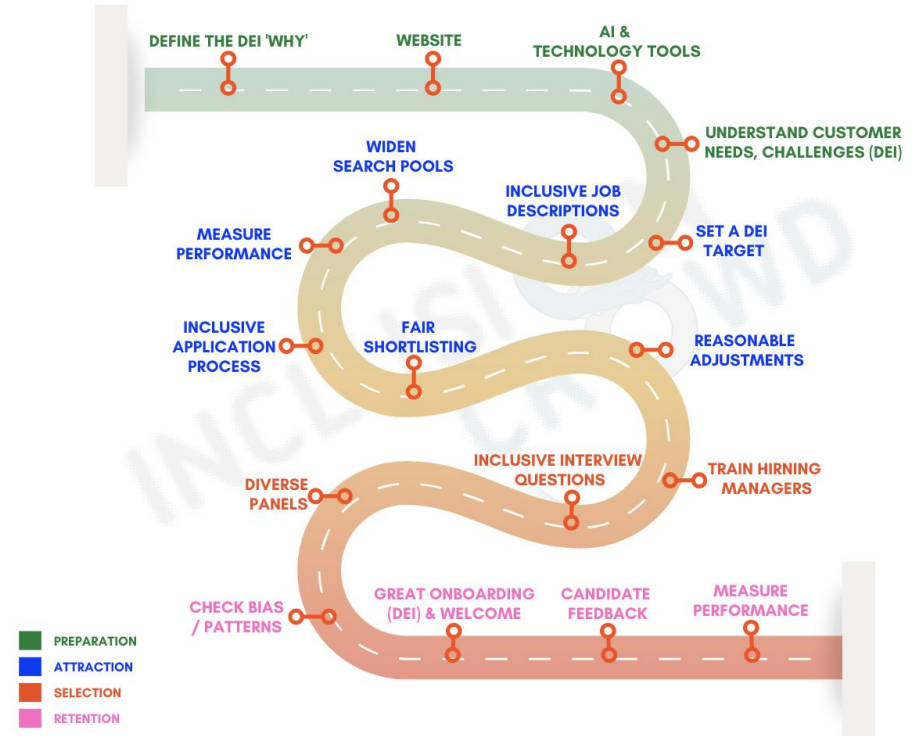 DEFINE THE DEI 'WHY'
WEBSITE
AI &
TECHNOLOGY TOOLS
UNDERSTAND CUSTOMER
NEEDS, CHALLENGES (DEI)
SET A DEI
TARGET
INCLUSIVE JOB
DESCRIPTIONS
WIDEN
SEARCH POOLS
MEASURE
PERFORMANCE
INCLUSIVE
APPLICATION
PROCESS
FAIR
SHORTLISTING
REASONABLE
ADJUSTMENTS
TRAIN HIRNING
MANAGERS
INCLUSIVE INTERVIEW
QUESTIONS
DIVERSE
PANELS
CHECK BIAS
/ PATTERNS
GREAT ONBOARDING
(DEI) & WELCOME
CANDIDATE
FEEDBACK
MEASURE
PERFORMANCE
PREPARATION
ATTRACTION
SELECTION
RETENTION